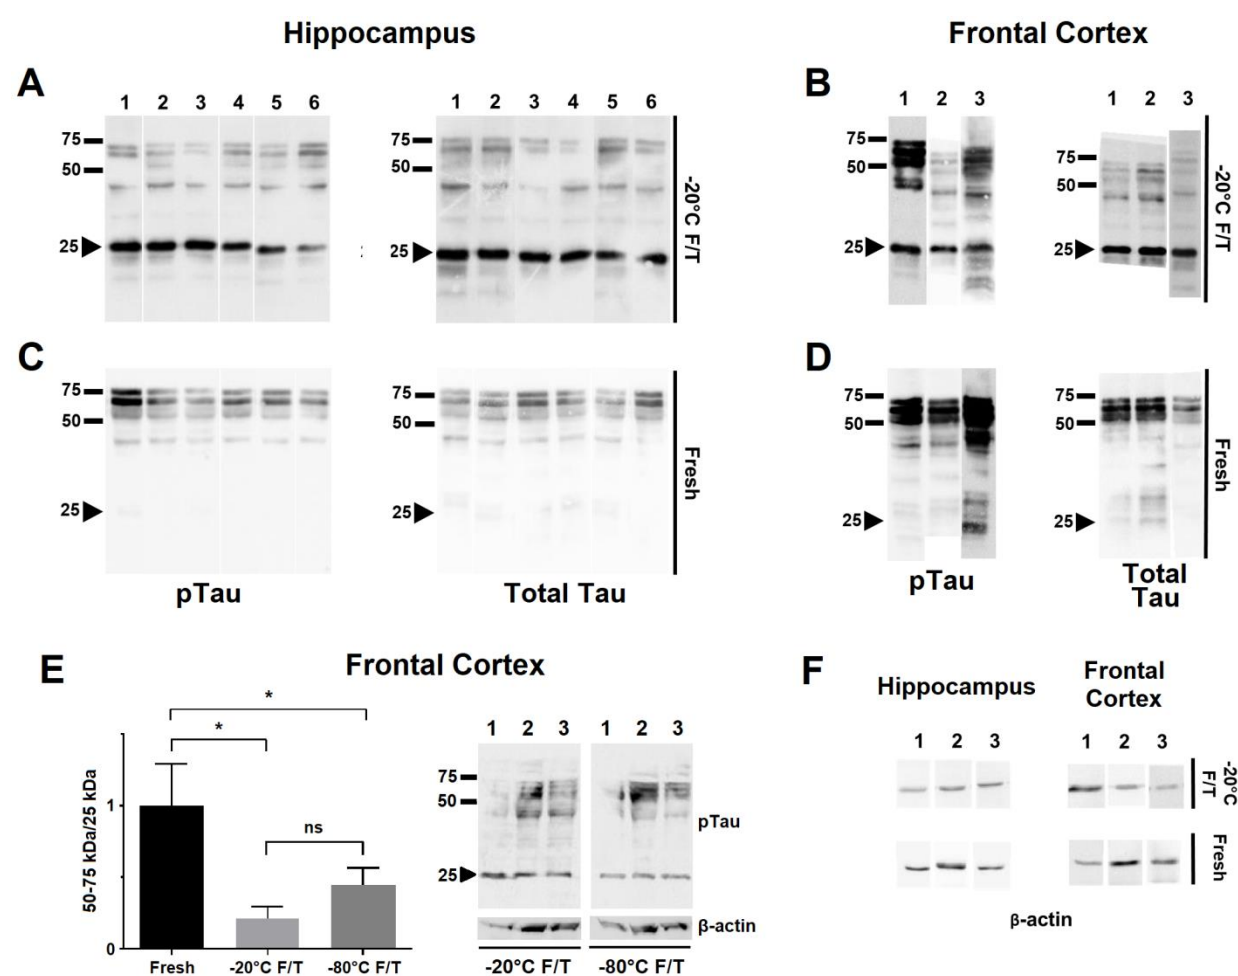 Hippocampus
Frontal Cortex
A
1 2 3 4 5 6
75
50
25
1 2 3 4 5 6
75
50
25
-20°C F/T
B
1 2 3
75
50
25
1 2 3
75
50
25
-20°C F/T
C
75
50
25
pTau
75
50
25
Total Tau
Fresh
D
75
50
25
pTau
75
50
25
Total
Tau
Fresh
E
Frontal Cortex
*
*
ns
50-75 kDa/25 kDa
1
0
Fresh
-20°C F/T
-80°C F/T
1 2 3
1 2 3
75
50
25
pTau
β-actin
-20°C F/T
-80°C F/T
F
Hippocampus
Frontal
Cortex
1 2 3
1 2 3
-20°C
F/T
Fresh
β-actin